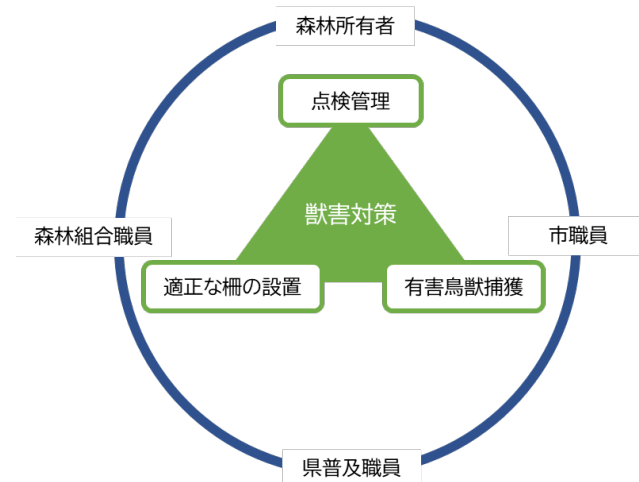 森林所有者
点検管理
獣害対策
森林組合職員
市職員
適正な柵の設置
有害鳥獣捕獲
県普及職員